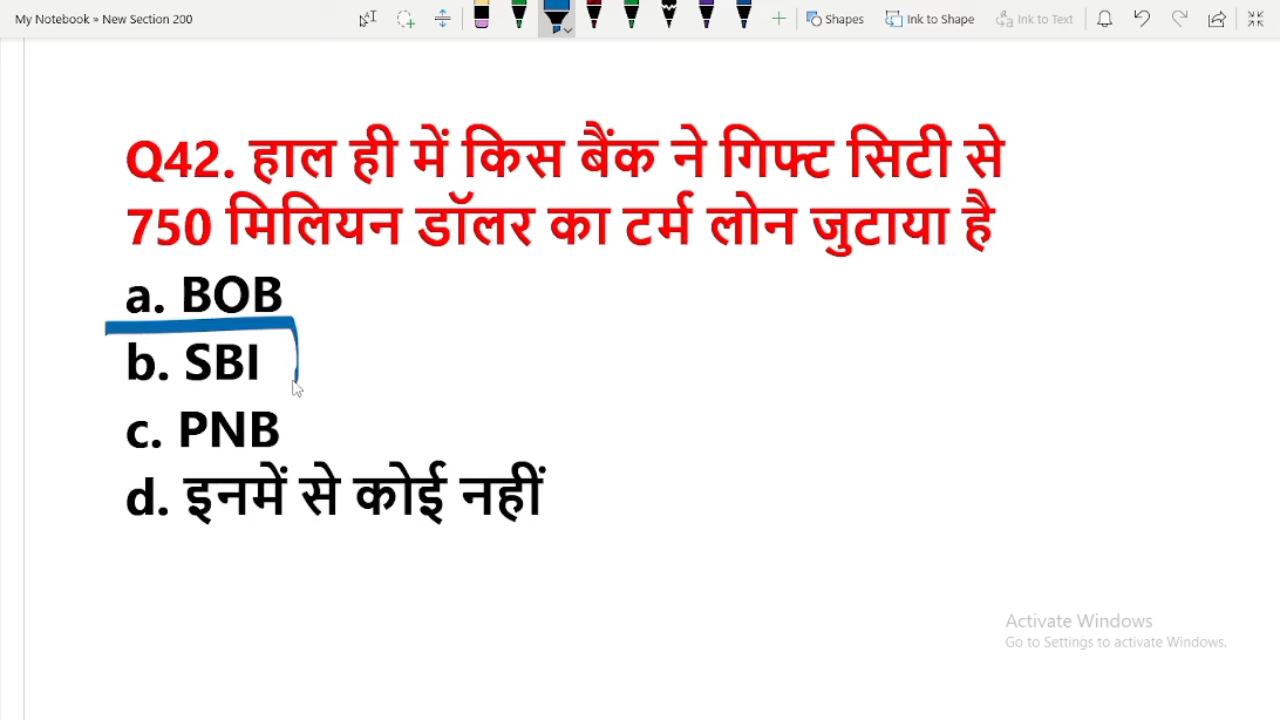 My Notebook » New Section 200
Shapes
Ink to Shape
Ink to Text
Q42. हाल ही में किस बैंक ने गिफ्ट सिटी से
750 मिलियन डॉलर का टर्म लोन जुटाया है
a. BOB
b. SBI
c. PNB
d. इनमें से कोई नहीं
Activate Windows
Go to Settings to activate Windows.